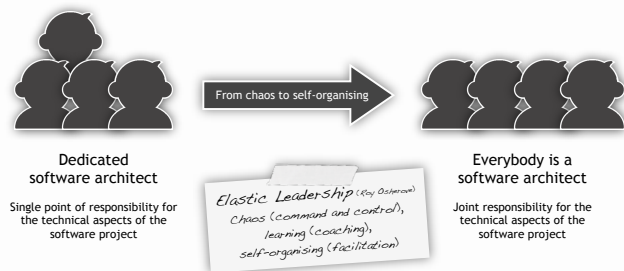 From chaos to self-organising
Dedicated
software architect
Single point of responsibility for
the technical aspects of the
software project
Elastic Leadership (Roy Osherove)
Chaos (command and control),
learning (coaching),
self-organising (facilitation)
Everybody is a
software architect
Joint responsibility for the
technical aspects of the
software project